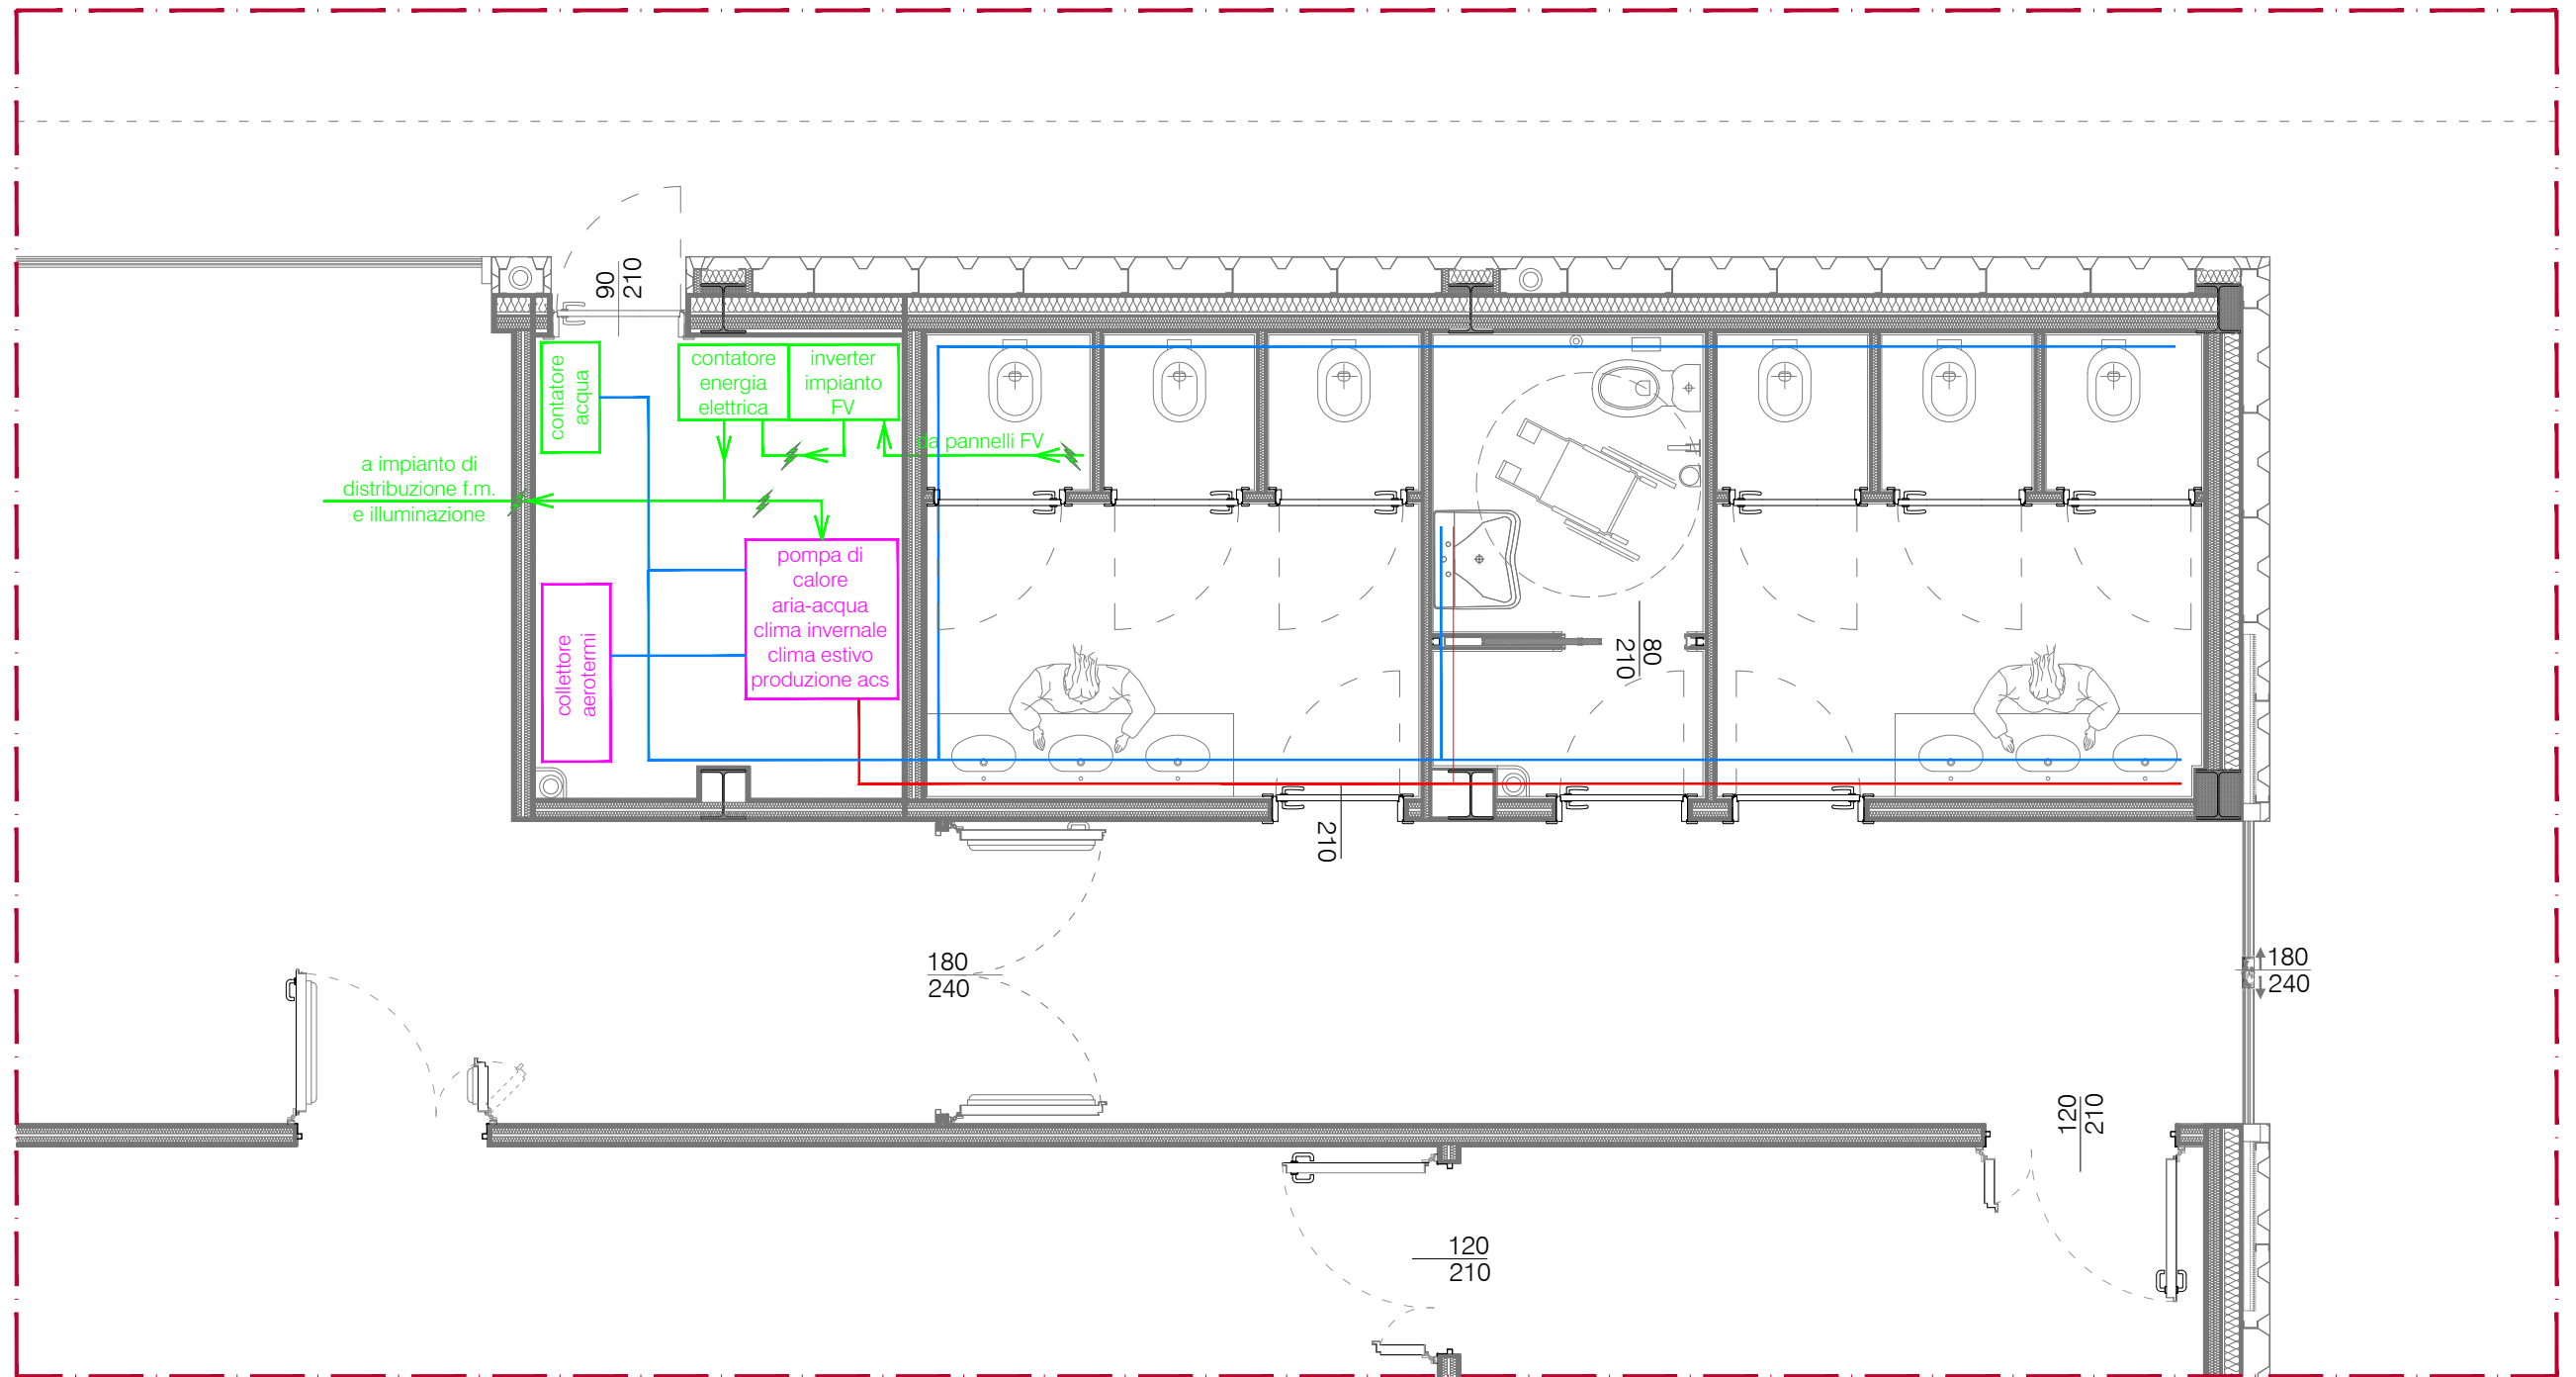 90
210
contatore
acqua
contatore
energia
elettrica
inverter
impianto
FV
da pannelli FV
a impianto di
distribuzione f.m.
e illuminazione
pompa di
calore
aria-acqua
clima invernale
clima estivo
produzione acs
collettore
aerotermi
80
210
210
180
240
180
240
120
210
120
210